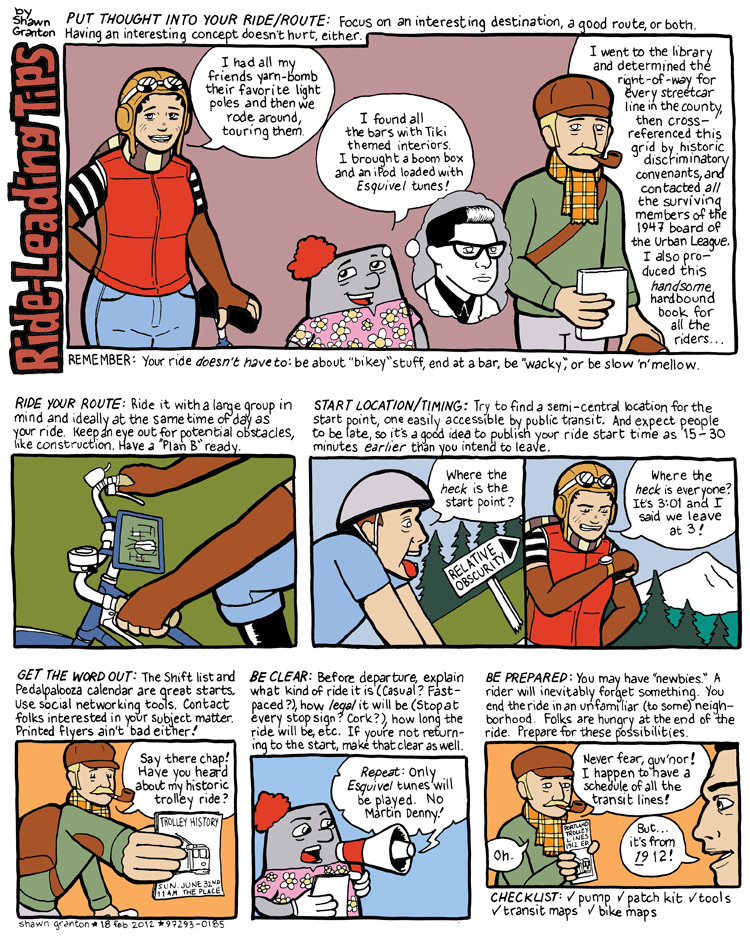 by
Shawn
Granton
Ride-Leading Tips
PUT THOUGHT INTO YOUR RIDE/ROUTE: Focus on an interesting destination, a good route, or both.
Having an interesting concept doesn't hurt, either.
I had all my
friends yarn-bomb
their favorite light
poles and then we
rode around,
touring them.
I found all
the bars with Tiki
themed interiors.
I brought a boom box
and an iPod loaded with
Esquivel tunes!
I went to the library
and determined the
right-of-way for
every streetcar
line in the county,
then cross-
referenced this
grid by historic
discriminatory
convenants, and
contacted all
the surviving
members of the
1947 board of
the Urban League.
I also pro-
duced this
handsome,
hardbound
book for
all the
riders...
REMEMBER: Your ride doesn't have to: be about "bikey" stuff, end at a bar, be "wacky", or be slow 'n' mellow.
RIDE YOUR ROUTE: Ride it with a large group in
mind and ideally at the same time of day as
your ride. Keep an eye out for potential obstacles,
like construction. Have a "Plan B" ready.
START LOCATION/TIMING: Try to find a semi-central location for the
start point, one easily accessible by public transit. And expect people
to be late, so it's a good idea to publish your ride start time as 15-30
minutes earlier than you intend to leave.
Where the
heck is the
start point?
RELATIVE
OBSCURITY
Where the
heck is everyone?
It's 3:01 and I
said we leave
at 3!
GET THE WORD OUT: The Shift list and
Pedalpalooza calendar are great starts.
Use social networking tools. Contact
folks interested in your subject matter.
Printed flyers ain't bad either!
Say there chap!
Have you heard
about my historic
trolley ride?
TROLLEY HISTORY
SUN. JUNE 32ND
11AM THE PLACE
BE CLEAR: Before departure, explain
what kind of ride it is (Casual? Fast-
paced?), how legal it will be (Stop at
every stop sign? Cork?), how long the
ride will be, etc. If you're not return-
ing to the start, make that clear as well.
Repeat: Only
Esquivel tunes will
be played. No
Martin Denny!
BE PREPARED: You may have "newbies." A
rider will inevitably forget something. You
end the ride in an unfamiliar (to some) neigh-
borhood. Folks are hungry at the end of the
ride. Prepare for these possibilities.
Never fear, guv'nor!
I happen to have a
schedule of all the
transit lines!
PORTLAND
TROLLEY
LINES
1912 ED.
But...
it's from
1912!
Oh.
CHECKLIST: ✓ pump ✓ patch kit ✓ tools
✓ transit maps ✓ bike maps
shawn granton ★ 18 feb 2012 ★ 97293-0185